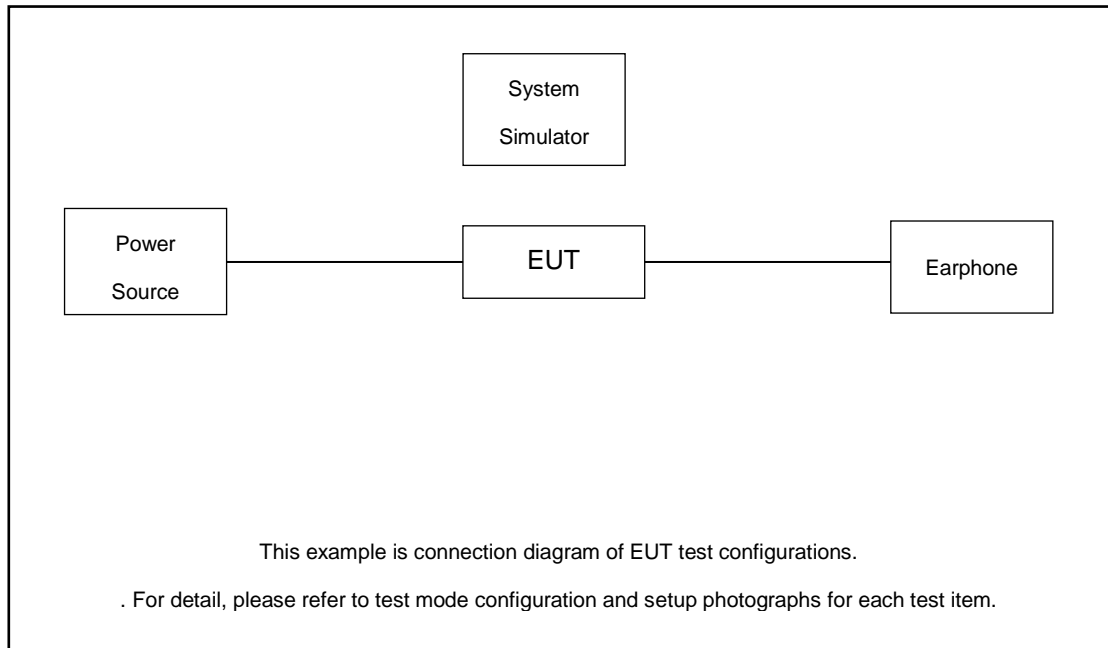 System
Simulator
Power
Source
EUT
Earphone
This example is connection diagram of EUT test configurations.
. For detail, please refer to test mode configuration and setup photographs for each test item.